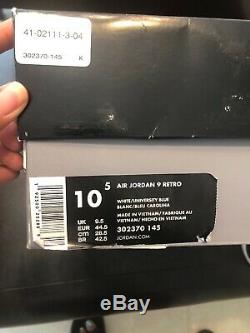 41-02111-3-04
302370-145 K
10 5
AIR JORDAN 9 RETRO
WHITE/UNIVERSITY BLUE
BLANC/BLEU CAROLINA
MADE IN VIETNAM/FABRIQUE AU
VIETNAM/HECHO EN VIETNAM
302370 145
JORDAN.COM
UK 9.5
EUR 44.5
CM 28.5
BR 42.5